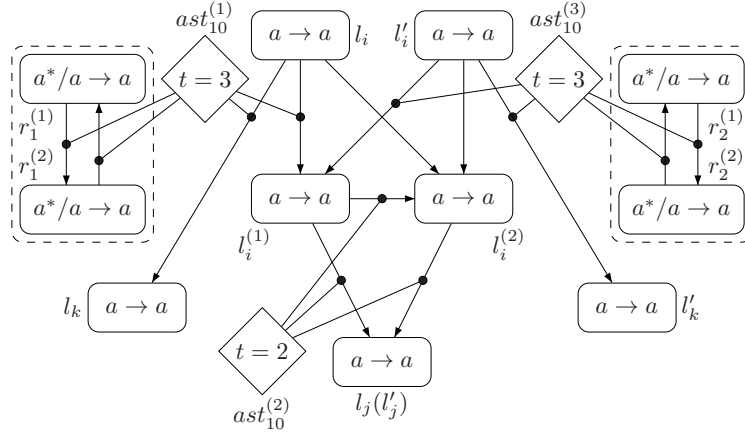 ast_{10}^{(1)} a → a l_i l'_i a → a ast_{10}^{(3)}
a*/a → a t = 3 t = 3 a*/a → a
r_1^{(1)} r_2^{(1)}
r_1^{(2)} r_2^{(2)}
a*/a → a a → a a → a a*/a → a
l_i^{(1)} l_i^{(2)}
l_k a → a a → a l'_k
t = 2 a → a
ast_{10}^{(2)} l_j(l'_j)